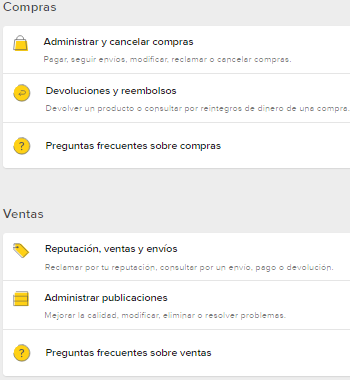 Compras
Administrar y cancelar compras
Pagar, seguir envíos, modificar, reclamar o cancelar compras.
Devoluciones y reembolsos
Devolver un producto o consultar por reintegros de dinero de una compra.
?
Preguntas frecuentes sobre compras
Ventas
Reputación, ventas y envíos
Reclamar por tu reputación, consultar por un envío, pago o devolución.
Administrar publicaciones
Mejorar la calidad, modificar, eliminar o resolver problemas.
?
Preguntas frecuentes sobre ventas